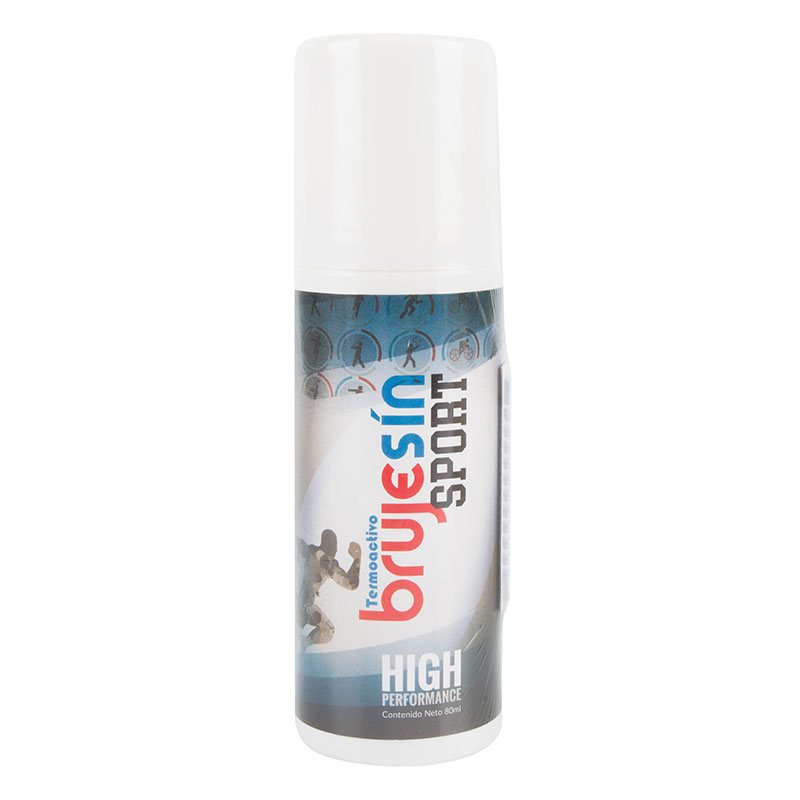 Termoactivo
brujesín
SPORT
HIGH
PERFORMANCE
Contenido Neto 80ml